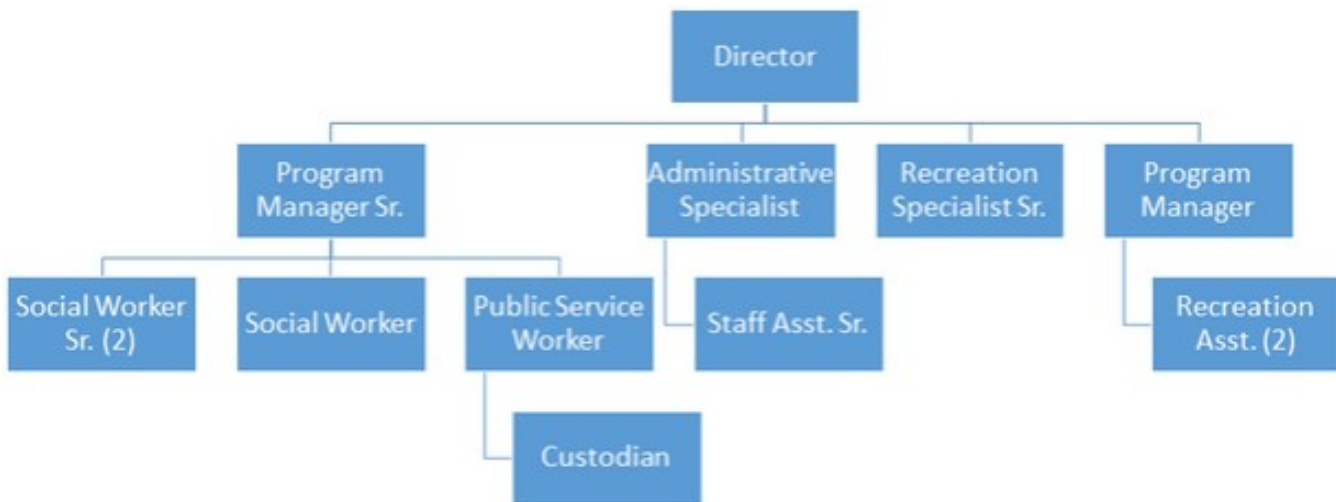 Director
Program
Manager Sr.
Administrative
Specialist
Recreation
Specialist Sr.
Program
Manager
Social Worker
Sr. (2)
Social Worker
Public Service
Worker
Staff Asst. Sr.
Recreation
Asst. (2)
Custodian